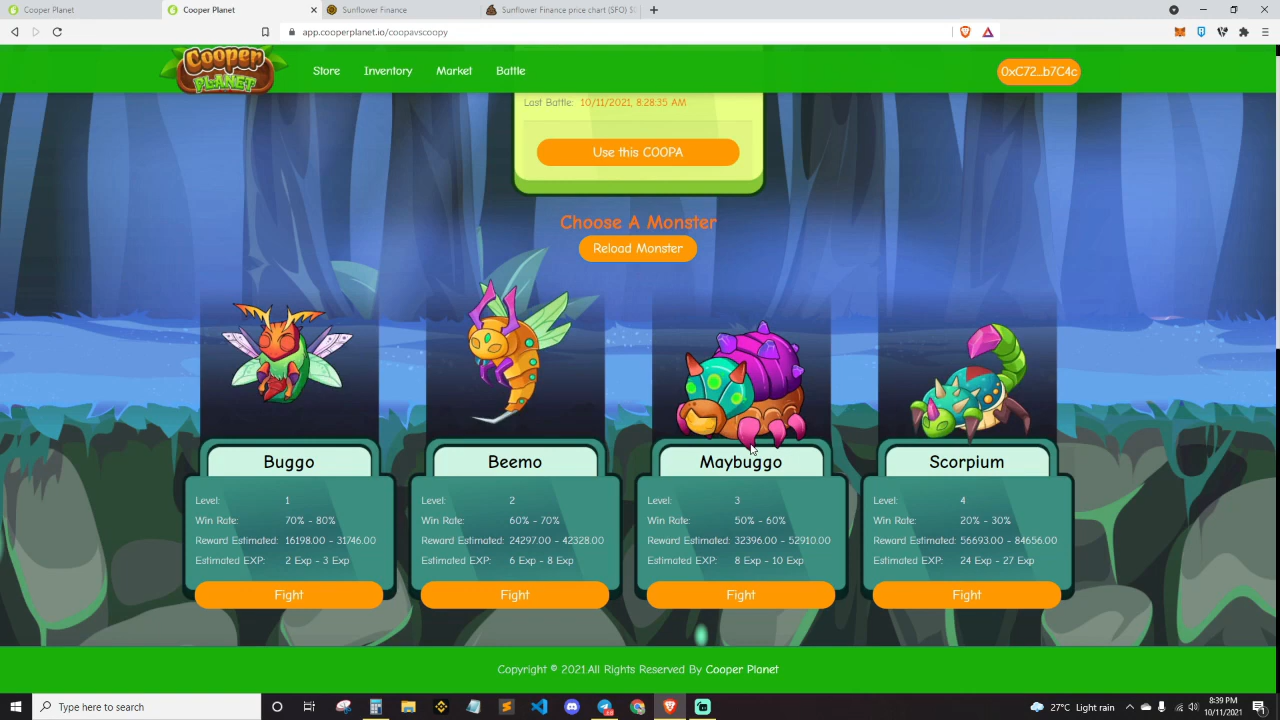 Cooper Planet
Cooper Planet
Sunflower Finance
Sunflower Finance price chart (SFO) $
app.cooperplanet.io/coopavscoopy
Cooper PLANET
Store
Inventory
Market
Battle
0xC72...b7C4c
Last Battle: 10/11/2021, 8:28:35 AM
Use this COOPA
Choose A Monster
Reload Monster
Buggo
Level: 1
Win Rate: 70% - 80%
Reward Estimated: 16198.00 - 31746.00
Estimated EXP: 2 Exp - 3 Exp
Fight
Beemo
Level: 2
Win Rate: 60% - 70%
Reward Estimated: 24297.00 - 42328.00
Estimated EXP: 6 Exp - 8 Exp
Fight
Maybuggo
Level: 3
Win Rate: 50% - 60%
Reward Estimated: 32396.00 - 52910.00
Estimated EXP: 8 Exp - 10 Exp
Fight
Scorpium
Level: 4
Win Rate: 20% - 30%
Reward Estimated: 56693.00 - 84656.00
Estimated EXP: 24 Exp - 27 Exp
Fight
Copyright © 2021 All Rights Reserved By Cooper Planet
Type here to search
27°C Light rain
8:39 PM
10/11/2021